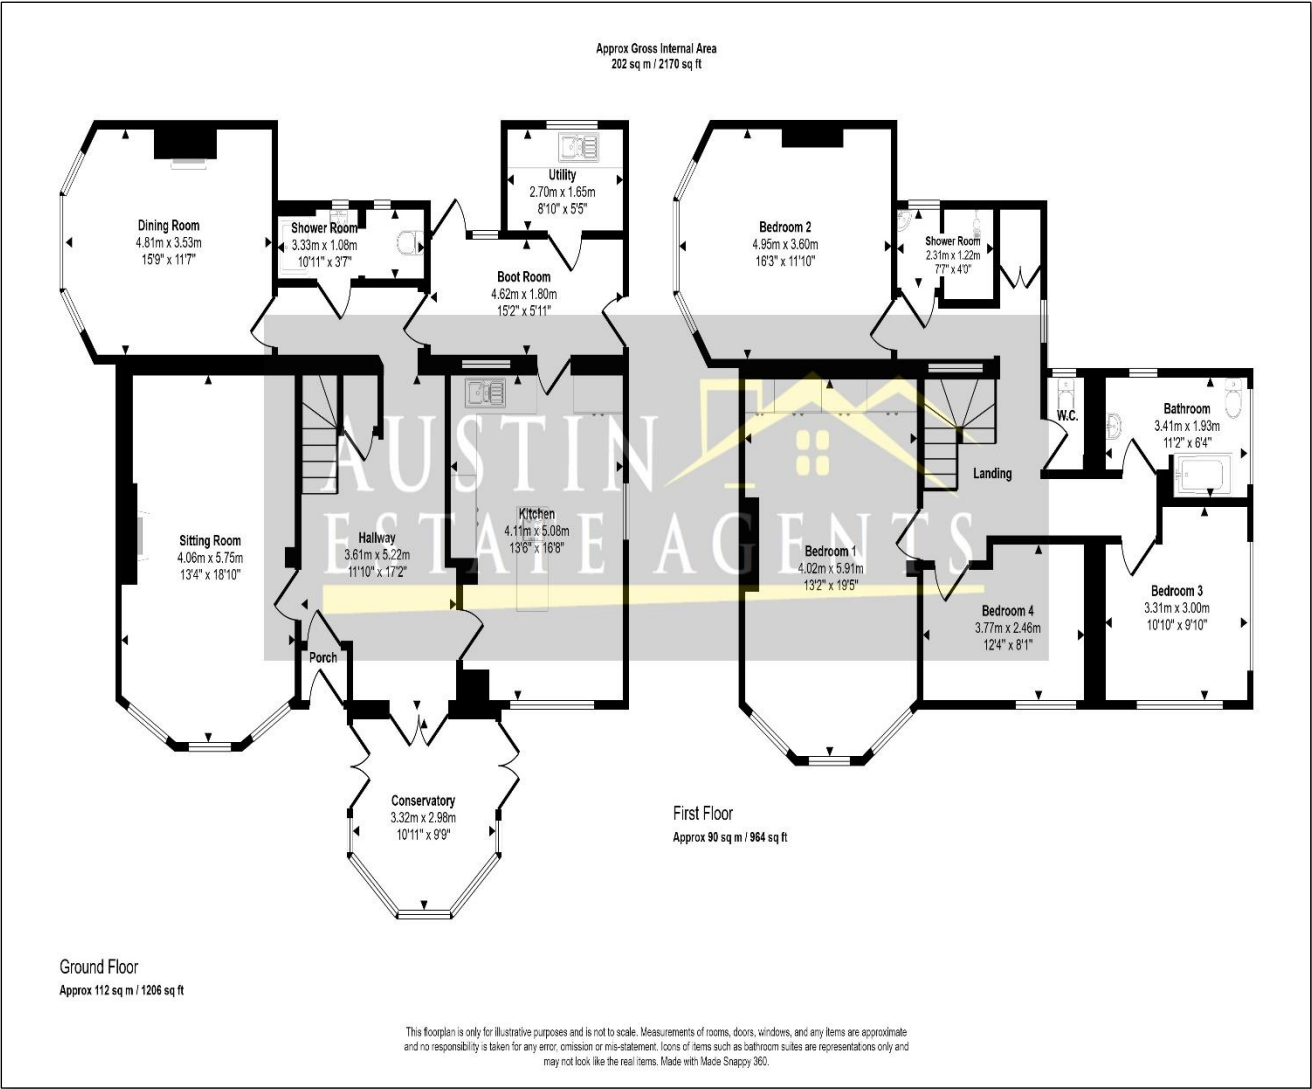 Approx Gross Internal Area
202 sq m / 2170 sq ft
Dining Room
4.81m x 3.53m
15'9" x 11'7"
Shower Room
3.33m x 1.08m
10'11" x 3'7"
Utility
2.70m x 1.65m
8'10" x 5'5"
Boot Room
4.62m x 1.80m
15'2" x 5'11"
Sitting Room
4.06m x 5.75m
13'4" x 18'10"
Hallway
3.61m x 5.22m
11'10" x 17'2"
Kitchen
4.11m x 5.08m
13'6" x 16'8"
Porch
Conservatory
3.32m x 2.98m
10'11" x 9'9"
Ground Floor
Approx 112 sq m / 1206 sq ft
Bedroom 2
4.95m x 3.60m
16'3" x 11'10"
Shower Room
2.31m x 1.22m
7'7" x 4'0"
W.C.
Bathroom
3.41m x 1.93m
11'2" x 6'4"
Landing
Bedroom 1
4.02m x 5.91m
13'2" x 19'5"
Bedroom 4
3.77m x 2.46m
12'4" x 8'1"
Bedroom 3
3.31m x 3.00m
10'10" x 9'10"
First Floor
Approx 90 sq m / 964 sq ft
AUSTIN
ESTATE AGENTS
This floorplan is only for illustrative purposes and is not to scale. Measurements of rooms, doors, windows, and any items are approximate
and no responsibility is taken for any error, omission or mis-statement. Icons of items such as bathroom suites are representations only and
may not look like the real items. Made with Made Snappy 360.